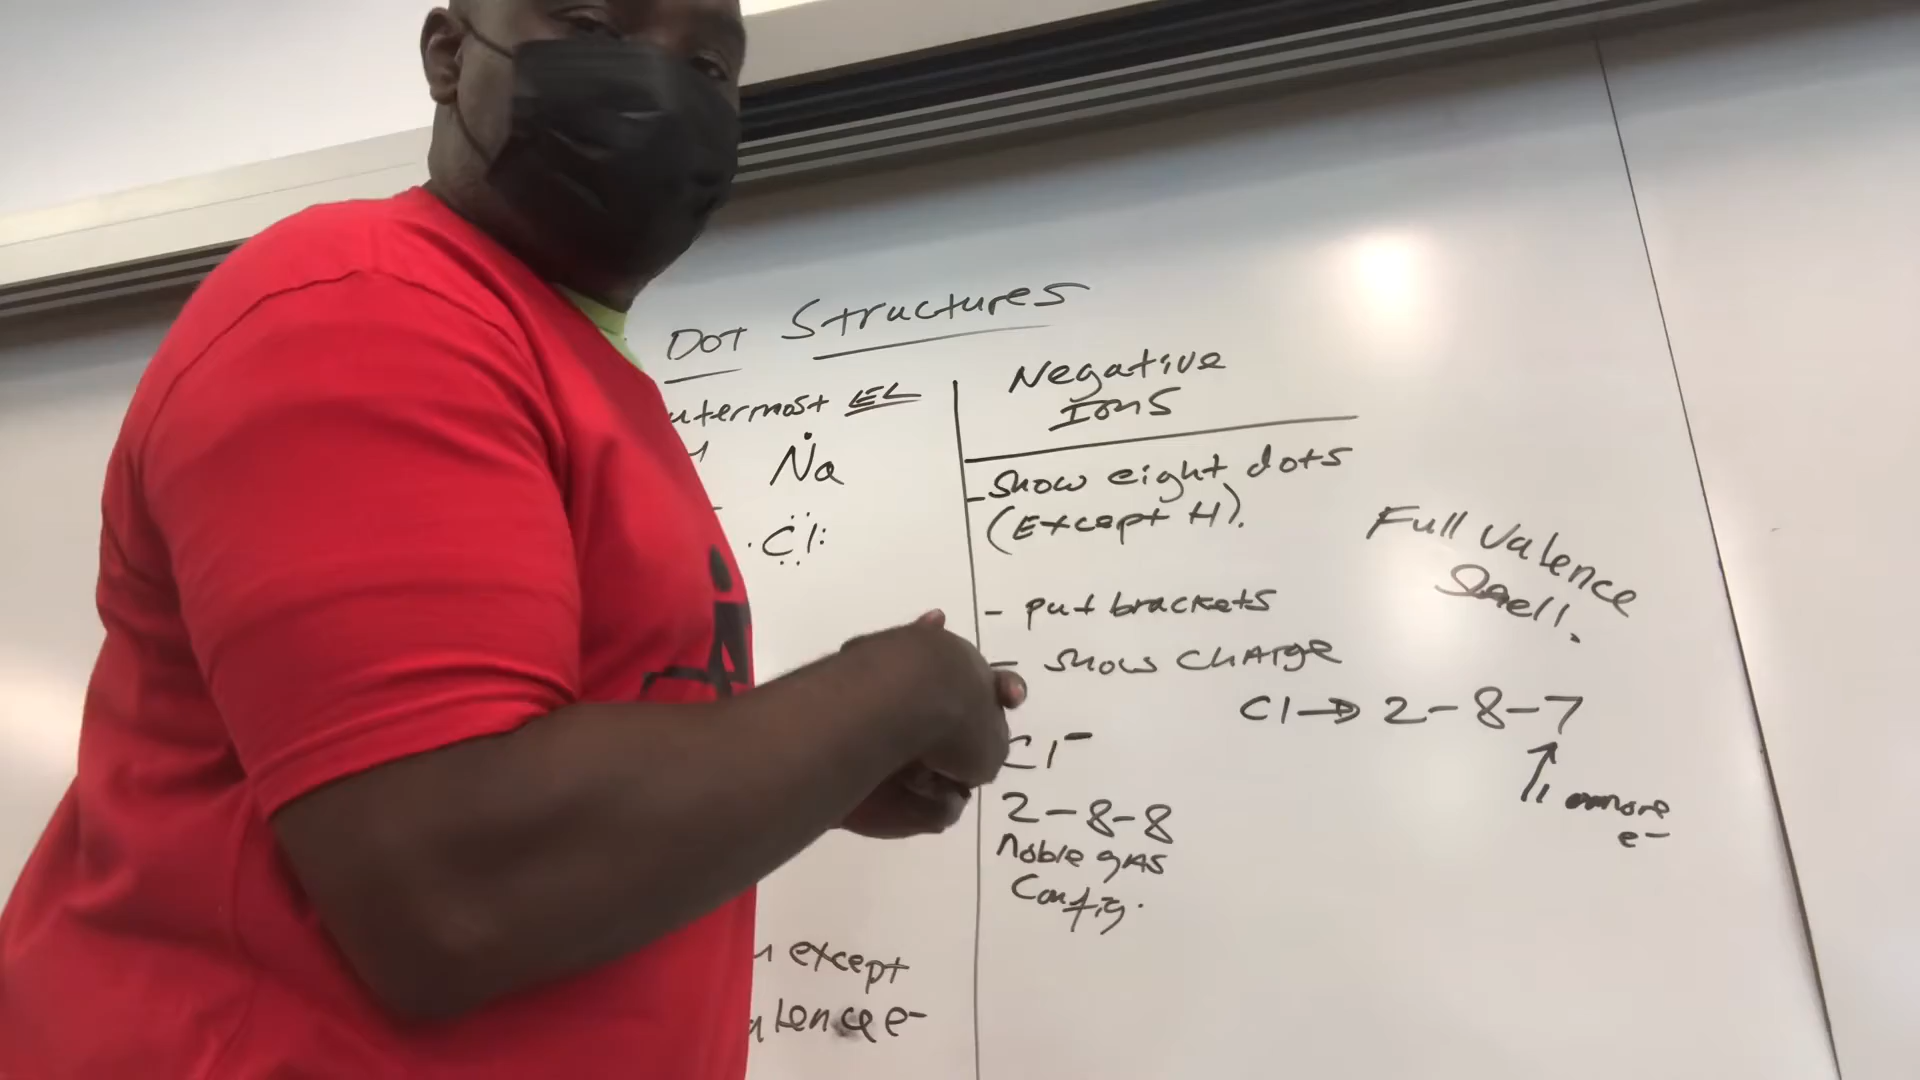 Dot Structures
utermost EL
Na
Cl
except
alence e-
Negative
Ions
- Show eight dots
(Except H).
- put brackets
- Show Charge
Cl-
2-8-8
Noble gas
Config.
Full Valence
Shell.
Cl → 2-8-7
1 more
e-